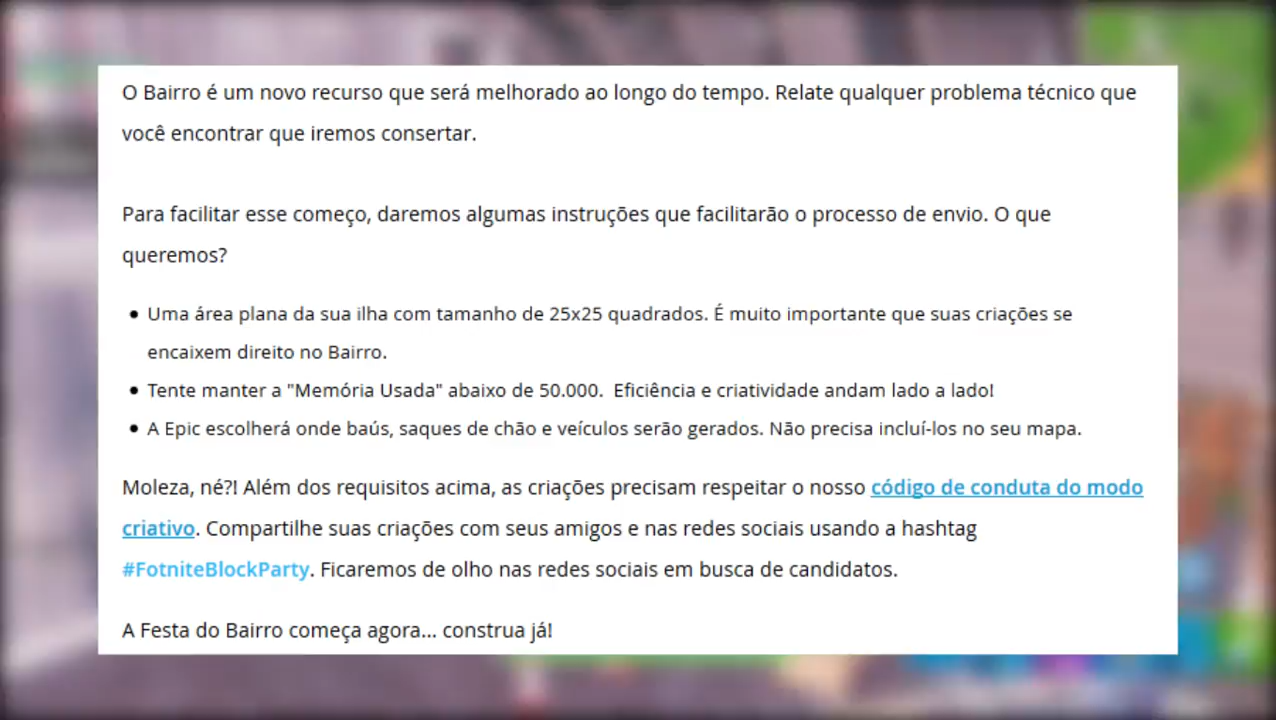 O Bairro é um novo recurso que será melhorado ao longo do tempo. Relate qualquer problema técnico que
você encontrar que iremos consertar.
Para facilitar esse começo, daremos algumas instruções que facilitarão o processo de envio. O que
queremos?
• Uma área plana da sua ilha com tamanho de 25x25 quadrados. É muito importante que suas criações se
encaixem direito no Bairro.
• Tente manter a "Memória Usada" abaixo de 50.000.  Eficiência e criatividade andam lado a lado!
• A Epic escolherá onde baús, saques de chão e veículos serão gerados. Não precisa incluí-los no seu mapa.
Moleza, né?! Além dos requisitos acima, as criações precisam respeitar o nosso código de conduta do modo
criativo. Compartilhe suas criações com seus amigos e nas redes sociais usando a hashtag
#FotniteBlockParty. Ficaremos de olho nas redes sociais em busca de candidatos.
A Festa do Bairro começa agora... construa já!